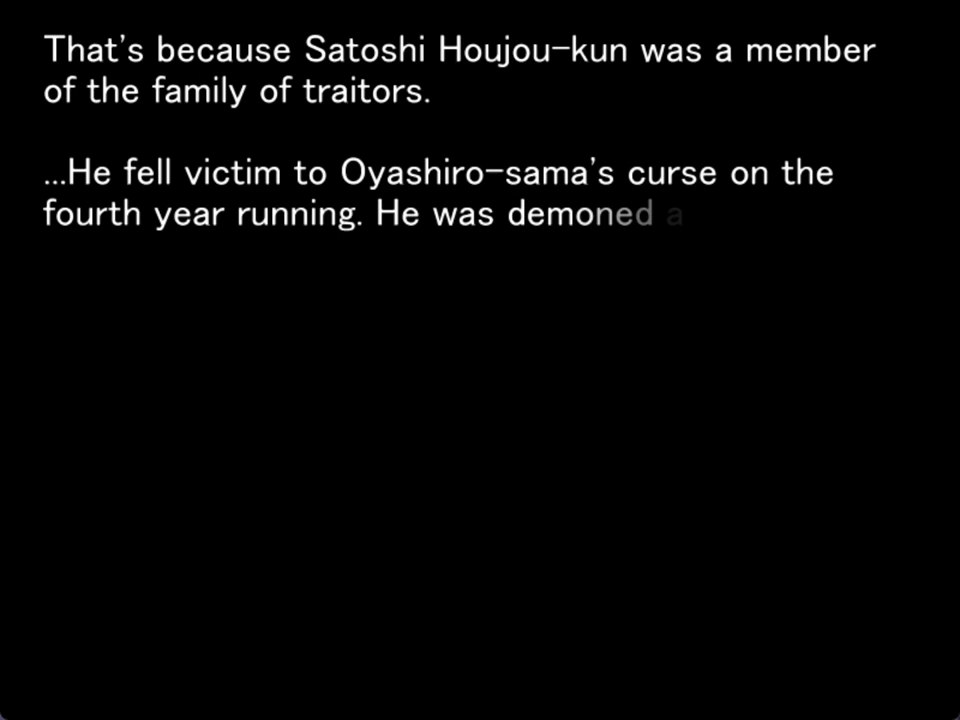 That's because Satoshi Houjou-kun was a member
of the family of traitors.
...He fell victim to Oyashiro-sama's curse on the
fourth year running. He was demoned a